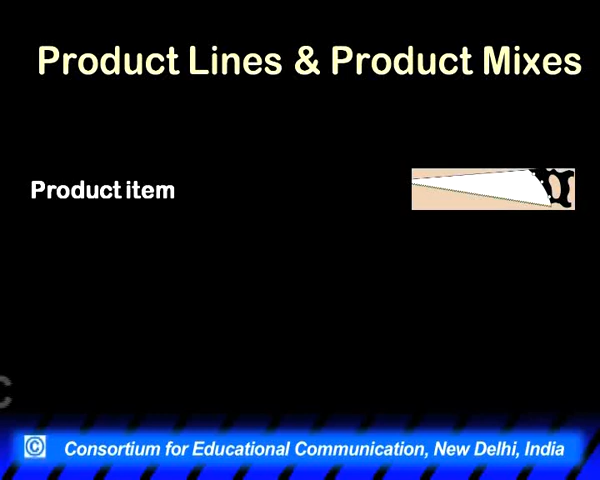 Product Lines & Product Mixes
Product item
© Consortium for Educational Communication, New Delhi, India